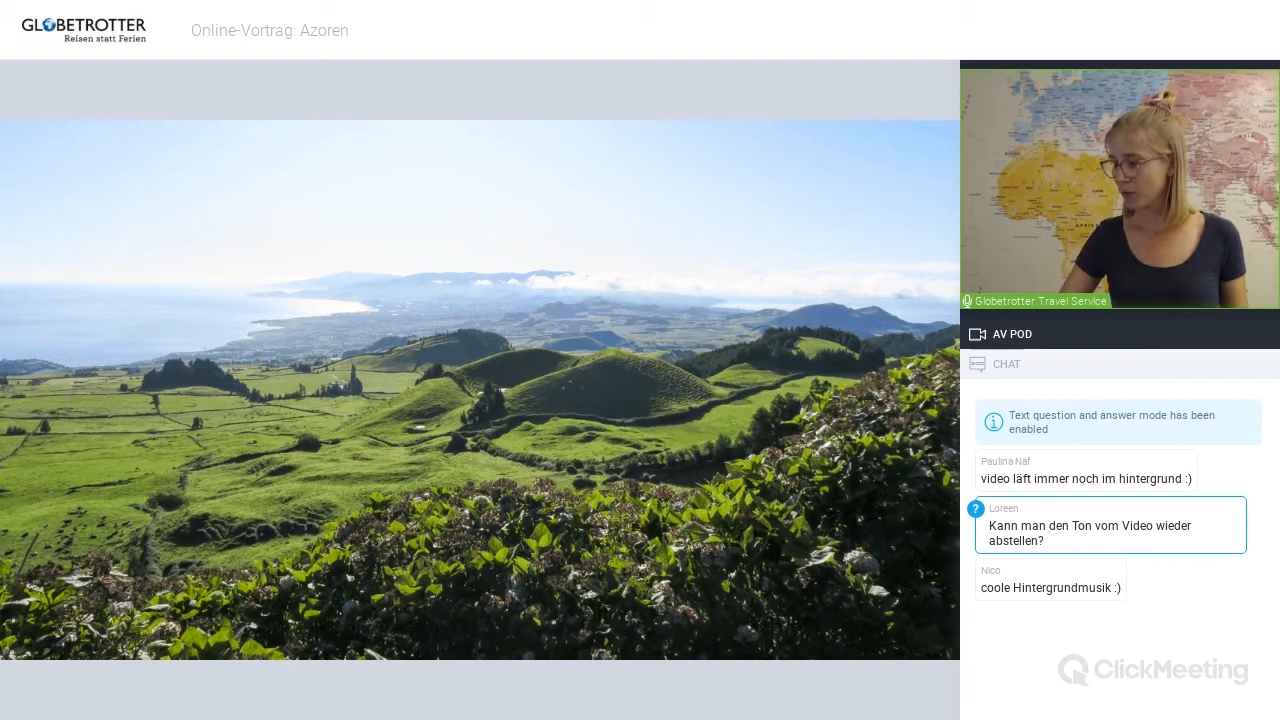 GLOBETROTTER
Reisen statt Ferien
Online-Vortrag: Azoren
AFRICA
ASIA
Globetrotter Travel Service
AV POD
CHAT
Text question and answer mode has been
enabled
Paulina Näf
video läft immer noch im hintergrund :)
?
Loreen
Kann man den Ton vom Video wieder
abstellen?
Nico
coole Hintergrundmusik :)
ClickMeeting